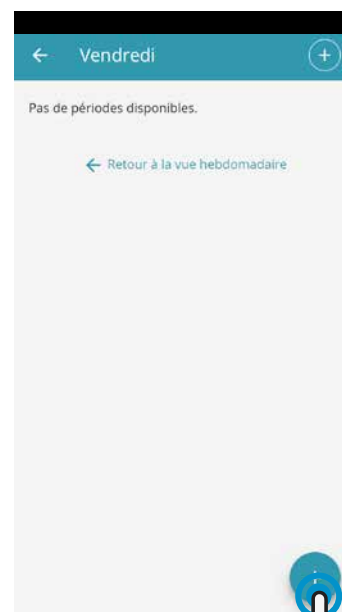 ← Vendredi +
Pas de périodes disponibles.
← Retour à la vue hebdomadaire